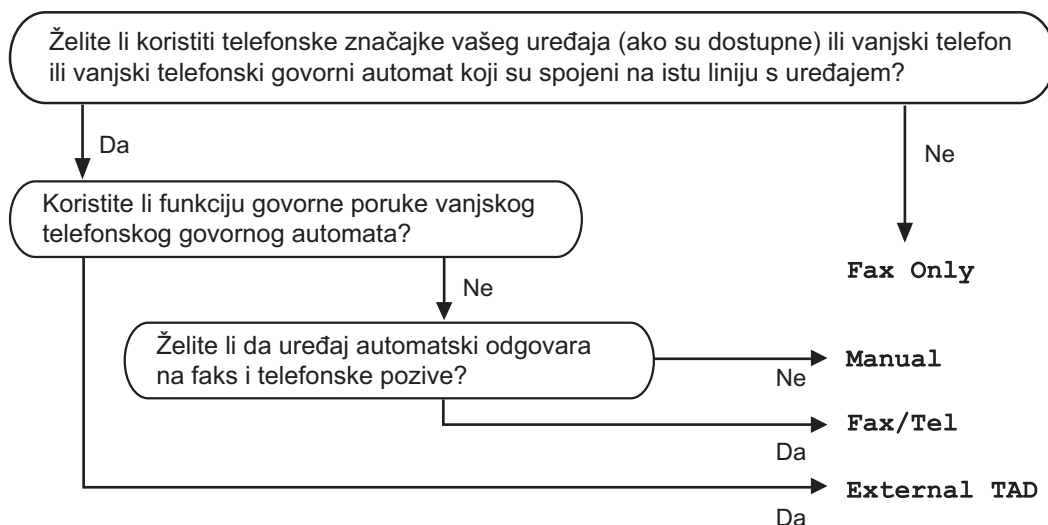 Želite li koristiti telefonske značajke vašeg uređaja (ako su dostupne) ili vanjski telefon
ili vanjski telefonski govorni automat koji su spojeni na istu liniju s uređajem?
Da
Ne
Koristite li funkciju govorne poruke vanjskog
telefonskog govornog automata?
Fax Only
Ne
Želite li da uređaj automatski odgovara
na faks i telefonske pozive?
Ne
Manual
Da
Fax/Tel
Da
External TAD